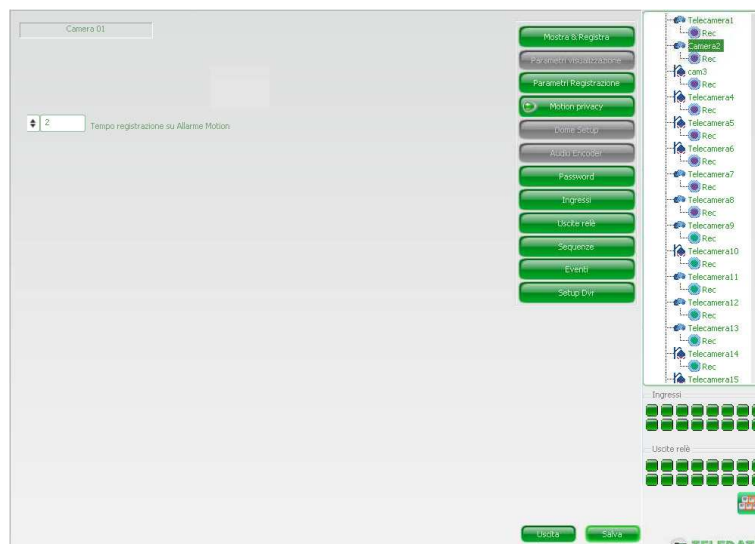 Camera 01
2
Tempo registrazione su Allarme Motion
Mostra & Registra
Parametri visualizzazione
Parametri Registrazione
Motion privacy
Dome Setup
Audio Encoder
Password
Ingressi
Uscite relè
Sequenze
Eventi
Setup Dvr
Uscita
Salva
Telecamera1
Rec
Camera2
Rec
cam3
Rec
Telecamera4
Rec
Telecamera5
Rec
Telecamera6
Rec
Telecamera7
Rec
Telecamera8
Rec
Telecamera9
Rec
Telecamera10
Rec
Telecamera11
Rec
Telecamera12
Rec
Telecamera13
Rec
Telecamera14
Rec
Telecamera15
Ingressi
Uscite relè